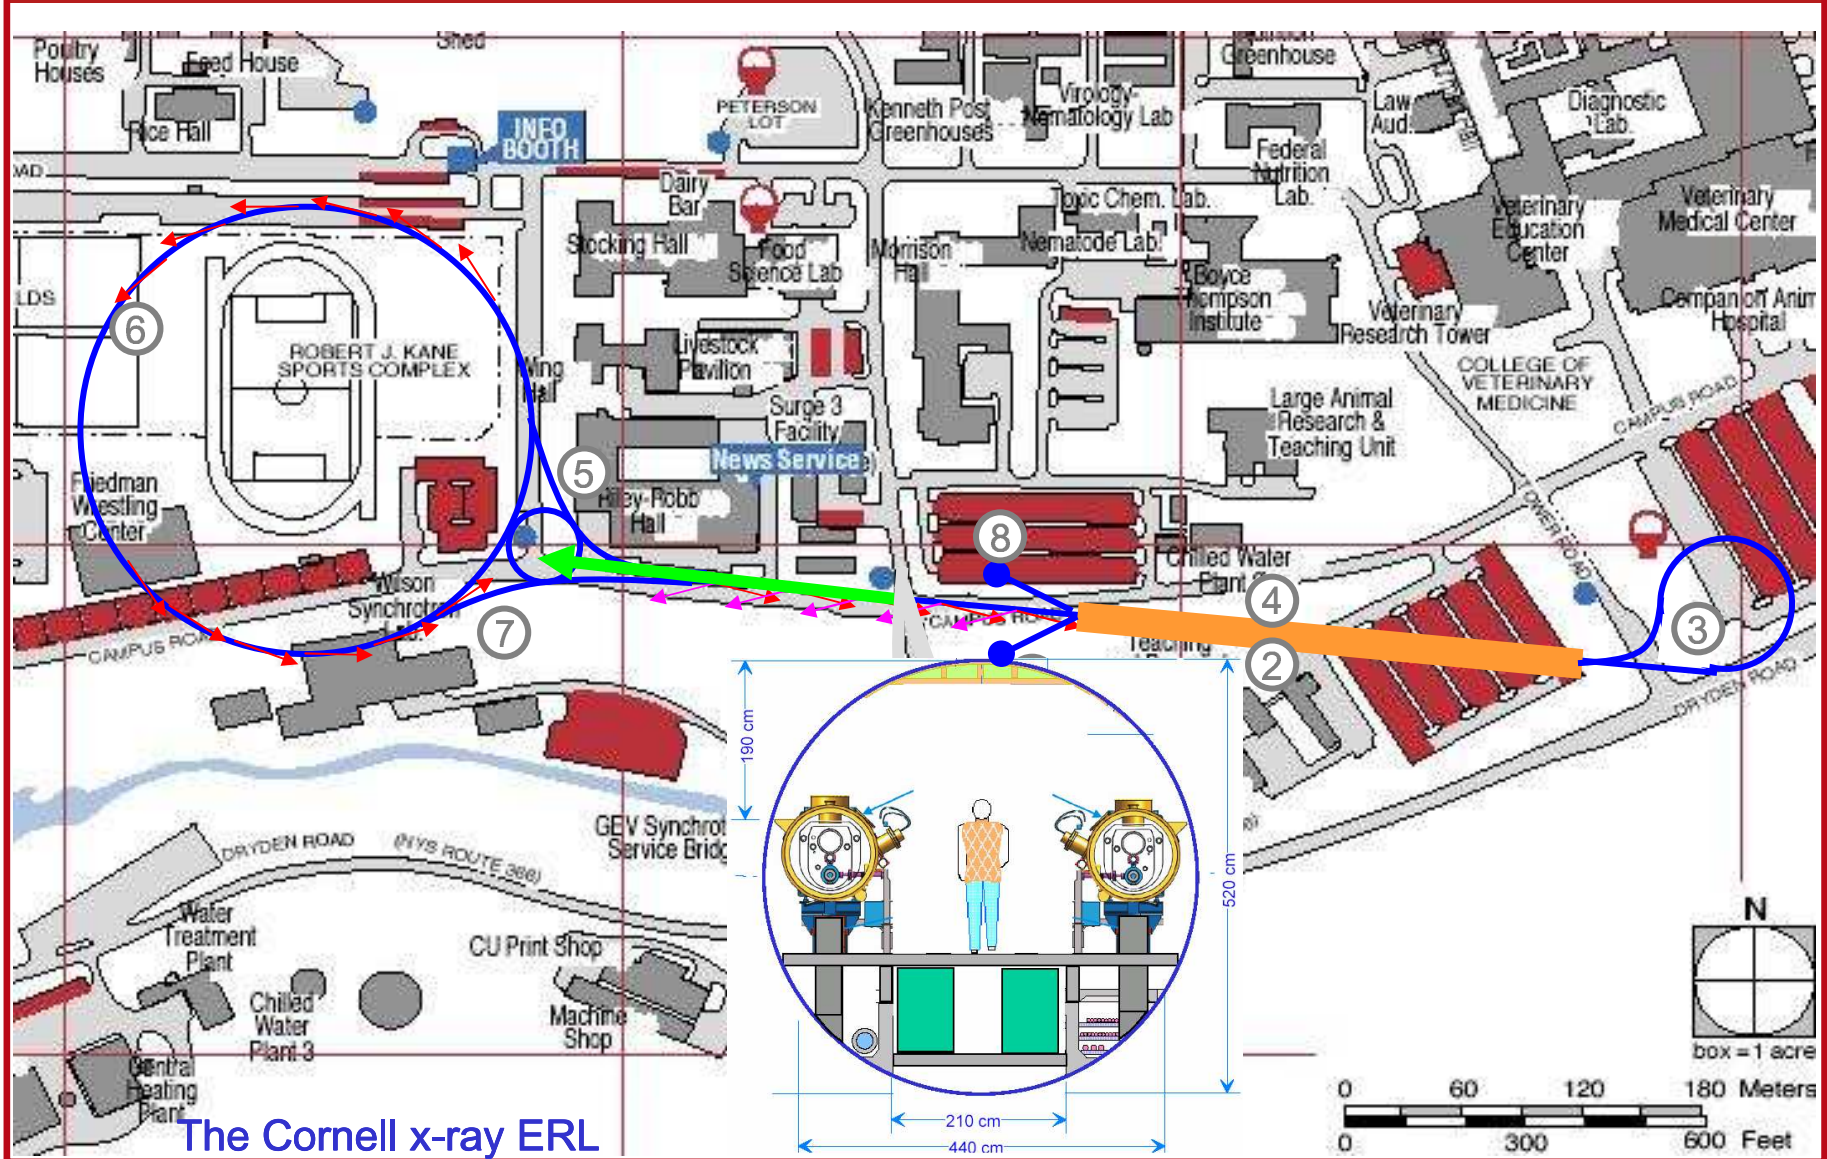 Shed
Poultry
Houses
Feed House
Rice Hall
INFO
BOOTH
PETERSON
LOT
Kenneth Post
Greenhouses
Virology-
Nematology Lab
Greenhouse
Law
Aud.
Diagnostic
Lab.
Federal
Nutrition
Lab.
Dairy
Bar
Stocking Hall
Food
Science Lab
Morrison
Hall
Toxic Chem. Lab.
Nematode Lab.
Boyce
Thompson
Institute
Veterinary
Education
Center
Veterinary
Medical Center
Veterinary
Research Tower
Companion Anim
Hospital
LDS
6
ROBERT J. KANE
SPORTS COMPLEX
Wing
Hall
Livestock
Pavilion
Surge 3
Facility
News Service
COLLEGE OF
VETERINARY
MEDICINE
CAMPUS ROAD
Large Animal
Research &
Teaching Unit
Friedman
Wrestling
Center
5
Riley-Robb
Hall
TOWER ROAD
8
Chilled Water
Plant 2
4
3
2
7
Wilson
Synchrotron
Lab.
CAMPUS ROAD
CAMPUS ROAD
Teaching
DRYDEN ROAD
190 cm
520 cm
210 cm
440 cm
GEV Synchrot
Service Bridg
DRYDEN ROAD
(NYS ROUTE 366)
Water
Treatment
Plant
CU Print Shop
Chilled
Water
Plant 3
Machine
Shop
Central
Heating
Plant
N
box = 1 acre
0 60 120 180 Meters
0 300 600 Feet
The Cornell x-ray ERL